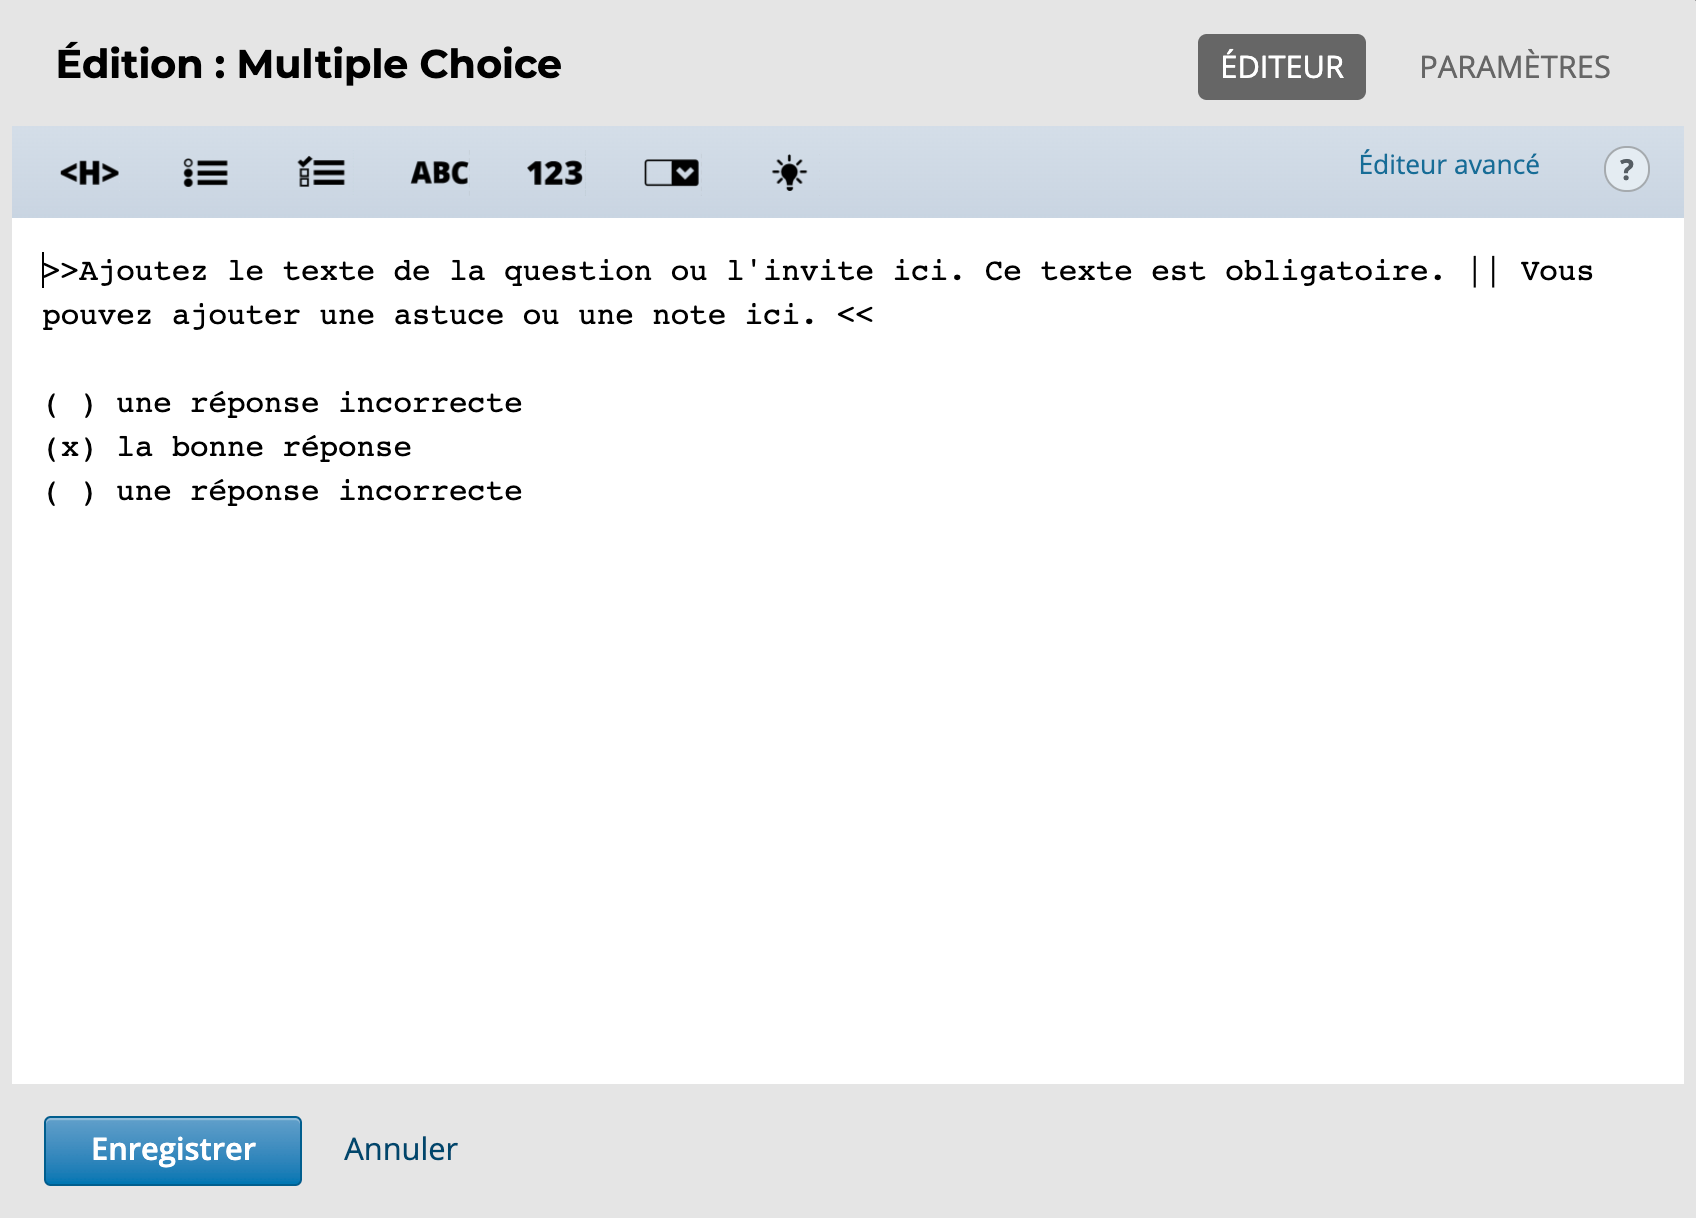 Édition : Multiple Choice
ÉDITEUR
PARAMÈTRES
<H>
ABC
123
Éditeur avancé
?
>>Ajoutez le texte de la question ou l'invite ici. Ce texte est obligatoire. || Vous
pouvez ajouter une astuce ou une note ici. <<
( ) une réponse incorrecte
(x) la bonne réponse
( ) une réponse incorrecte
Enregistrer
Annuler